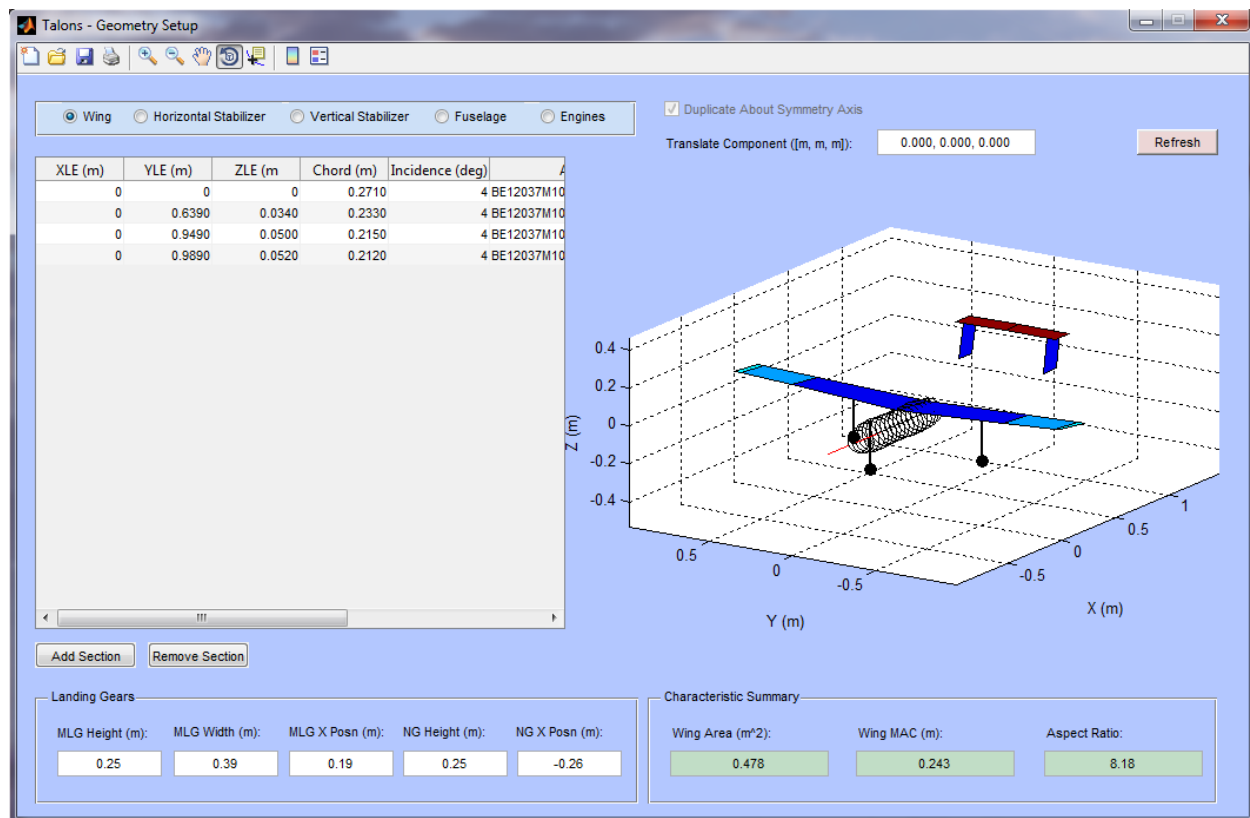 Talons - Geometry Setup
Wing Horizontal Stabilizer Vertical Stabilizer Fuselage Engines
Duplicate About Symmetry Axis
Translate Component ([m, m, m]): 0.000, 0.000, 0.000 Refresh
XLE (m) YLE (m) ZLE (m Chord (m) Incidence (deg)
0 0 0 0.2710 4 BE12037M10
0 0.6390 0.0340 0.2330 4 BE12037M10
0 0.9490 0.0500 0.2150 4 BE12037M10
0 0.9890 0.0520 0.2120 4 BE12037M10
0.4
0.2
0
-0.2
-0.4
Z (m)
0.5
0
-0.5
Y (m)
-0.5
0
0.5
1
X (m)
Add Section Remove Section
Landing Gears
MLG Height (m): MLG Width (m): MLG X Posn (m): NG Height (m): NG X Posn (m):
0.25 0.39 0.19 0.25 -0.26
Characteristic Summary
Wing Area (m^2): Wing MAC (m): Aspect Ratio:
0.478 0.243 8.18